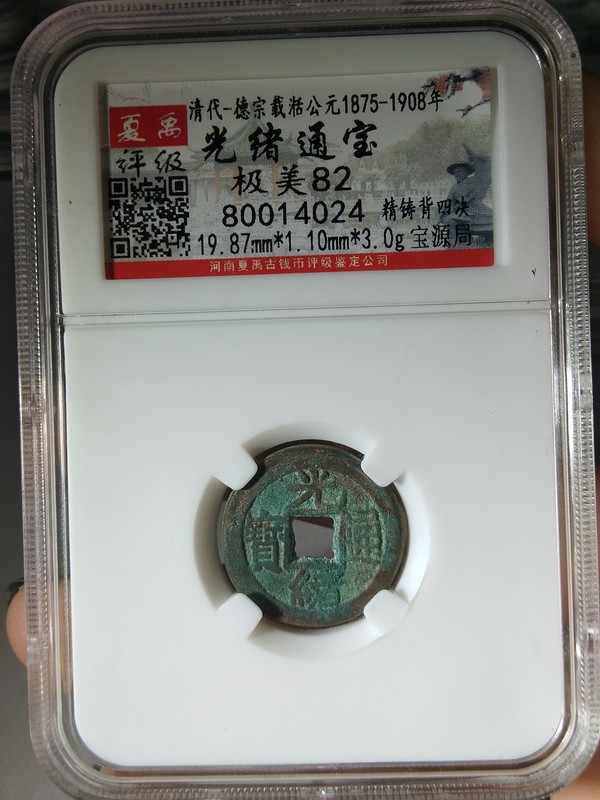 清代-德宗载湉公元1875-1908年
夏禹
评级
光绪通宝
极美82
80014024 精铸背四决
19.87mm*1.10mm*3.0g 宝源局
河南夏禹古钱币评级鉴定公司
光緒通寶